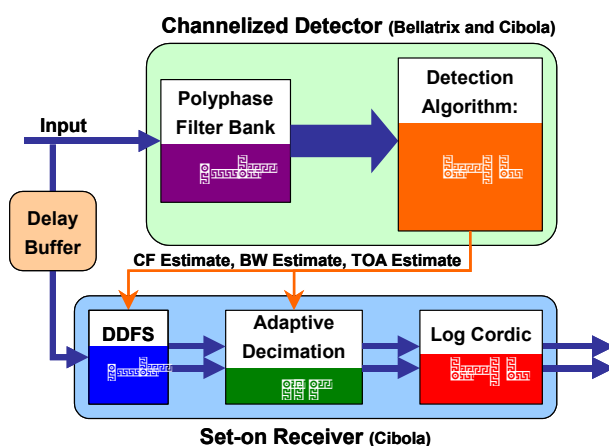 Channelized Detector (Bellatrix and Cibola)
Polyphase
Filter Bank
Detection
Algorithm:
Input
Delay
Buffer
CF Estimate, BW Estimate, TOA Estimate
DDFS
Adaptive
Decimation
Log Cordic
Set-on Receiver (Cibola)